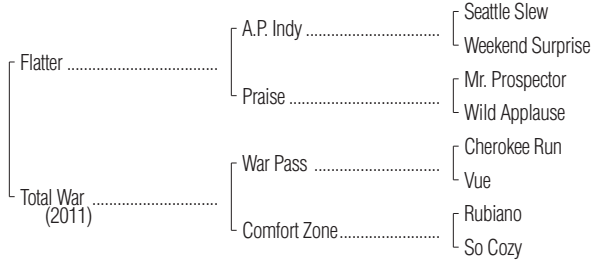 Seattle Slew
A.P. Indy
Weekend Surprise
Flatter
Mr. Prospector
Praise
Wild Applause
Cherokee Run
War Pass
Vue
Total War
(2011)
Rubiano
Comfort Zone
So Cozy